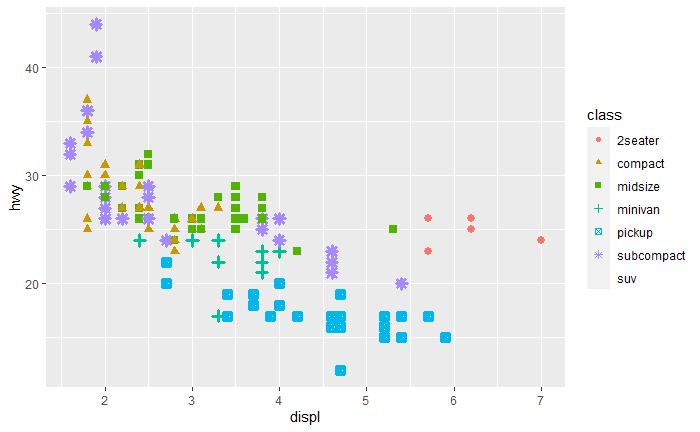 40
30
20
hwy
2
3
4
5
6
7
displ
class
2seater
compact
midsize
minivan
pickup
subcompact
suv